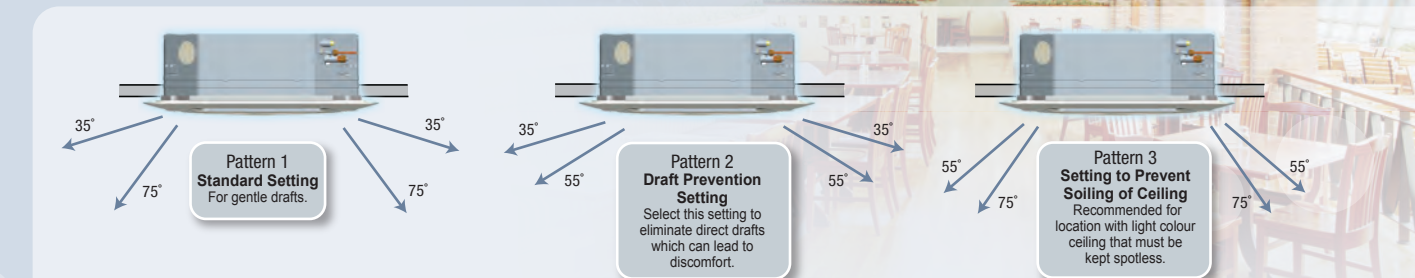 35˚
75˚
Pattern 1
Standard Setting
For gentle drafts.
35˚
75˚
35˚
55˚
Pattern 2
Draft Prevention
Setting
Select this setting to
eliminate direct drafts
which can lead to
discomfort.
35˚
55˚
55˚
75˚
Pattern 3
Setting to Prevent
Soiling of Ceiling
Recommended for
location with light colour
ceiling that must be
kept spotless.
55˚
75˚